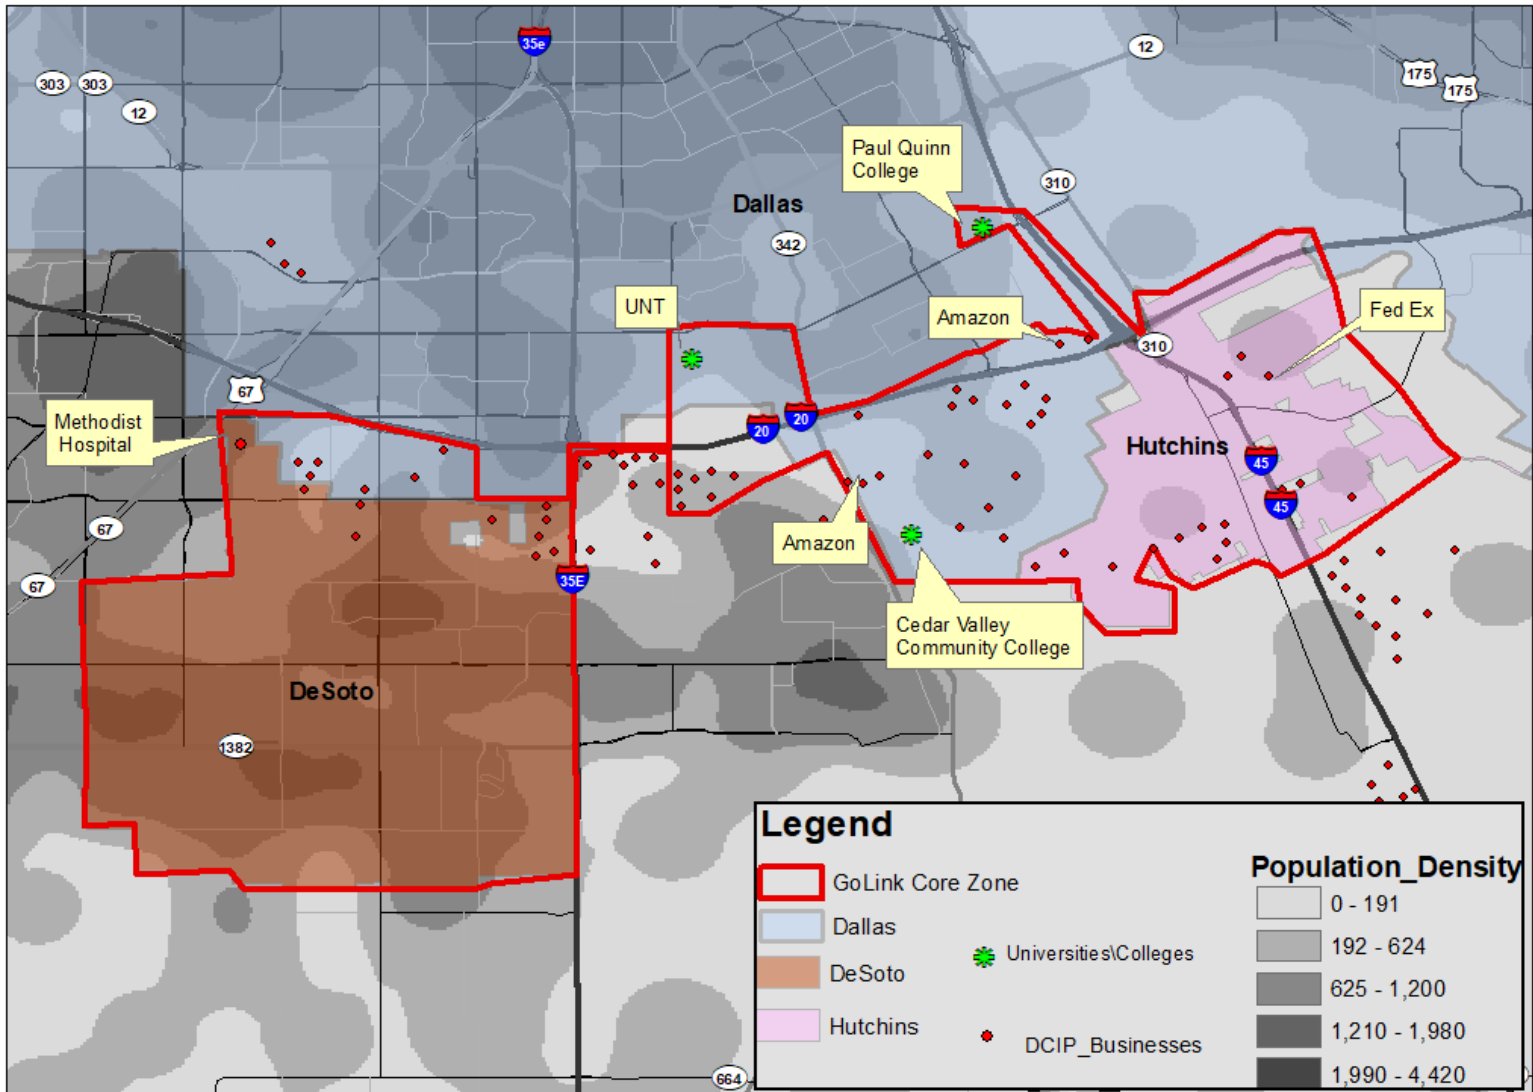 35e
12
303
303
12
175
175
Paul Quinn
College
310
Dallas
342
UNT
Amazon
Fed Ex
310
67
Methodist
Hospital
20
20
Hutchins
45
45
67
Amazon
35E
67
Cedar Valley
Community College
DeSoto
1382
Legend
GoLink Core Zone
Dallas
DeSoto
Hutchins
Universities\Colleges
DCIP_Businesses
Population_Density
0 - 191
192 - 624
625 - 1,200
1,210 - 1,980
1,990 - 4,420
664